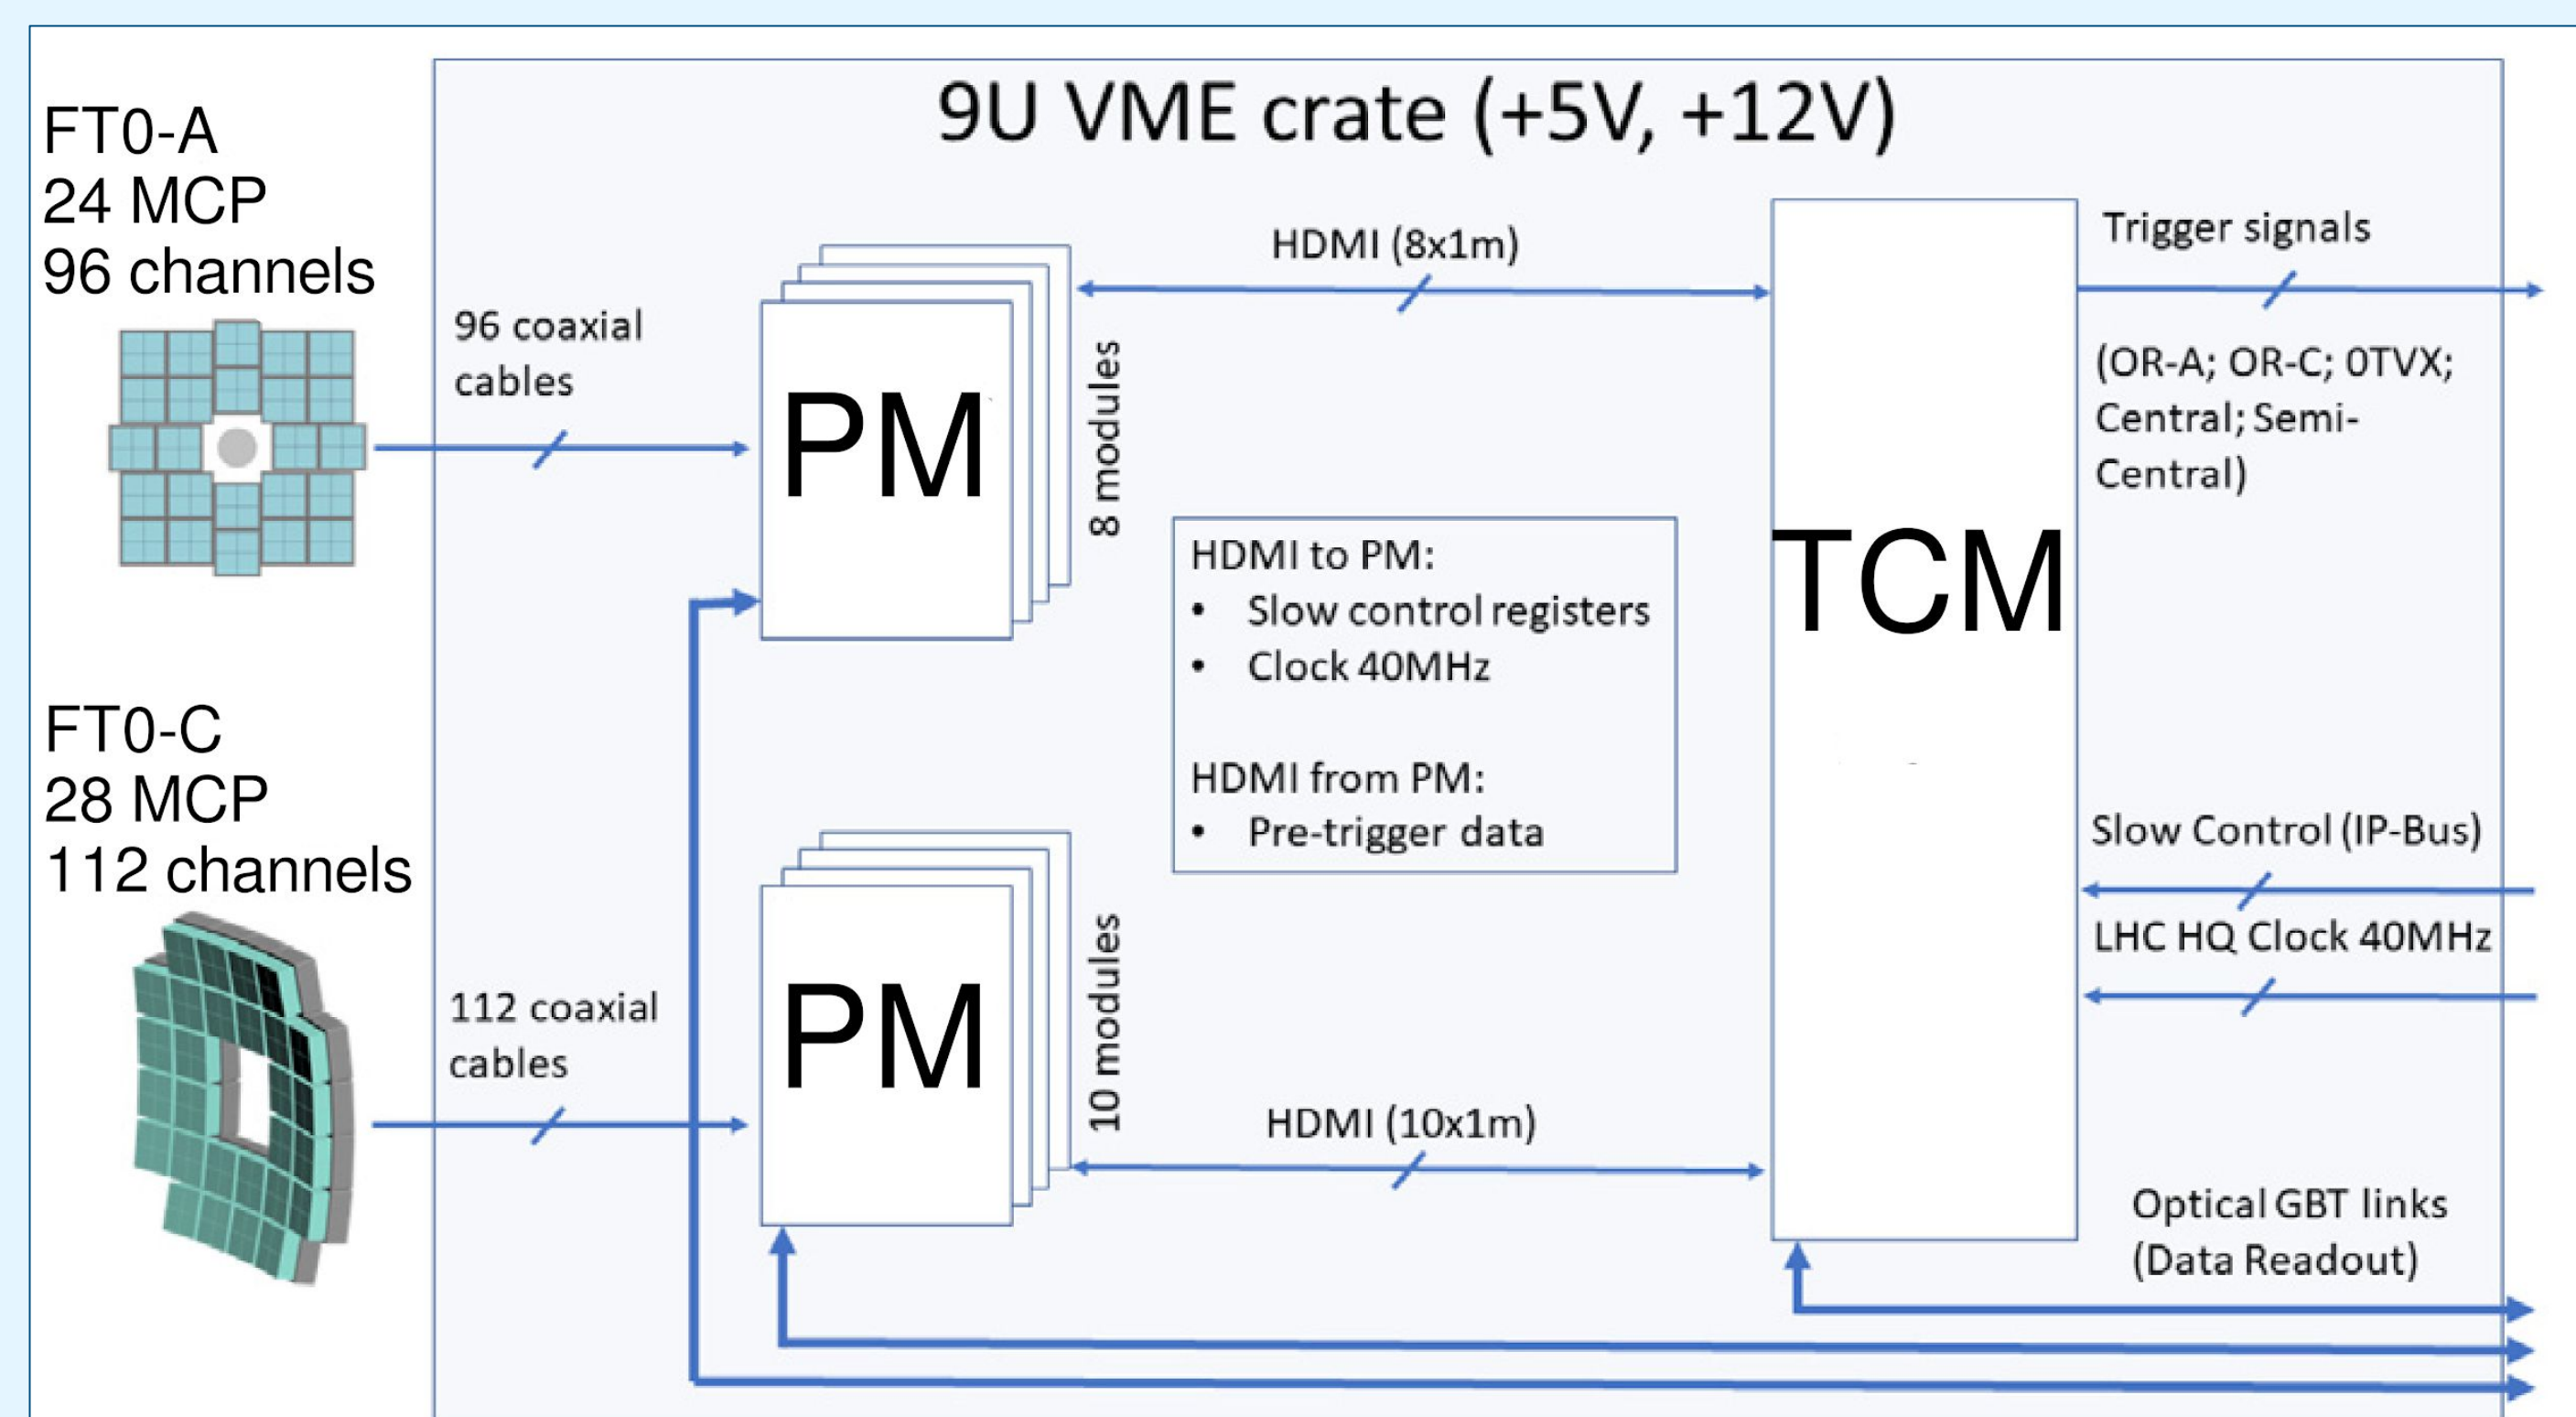 9U VME crate (+5V, +12V)
FT0-A
24 MCP
96 channels
96 coaxial
cables
PM
8 modules
HDMI (8x1m)
TCM
Trigger signals
(OR-A; OR-C; 0TVX;
Central; Semi-
Central)
HDMI to PM:
• Slow control registers
• Clock 40MHz
HDMI from PM:
• Pre-trigger data
FT0-C
28 MCP
112 channels
112 coaxial
cables
PM
10 modules
HDMI (10x1m)
Slow Control (IP-Bus)
LHC HQ Clock 40MHz
Optical GBT links
(Data Readout)